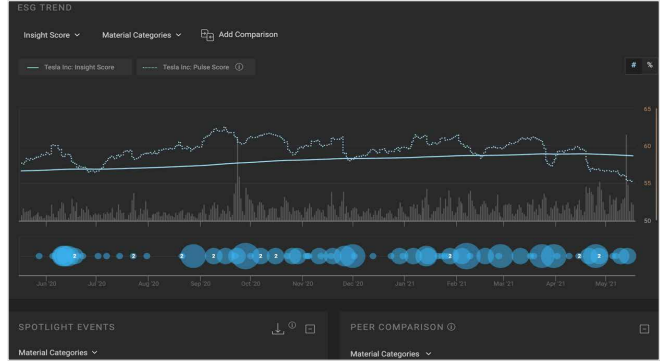 ESG TREND
Insight Score Material Categories Add Comparison
Tesla Inc: Insight Score Tesla Inc: Pulse Score
# %
65
60
55
50
2 2 2 2 2 2 2 2 2
Jun '20 Jul '20 Aug '20 Sep '20 Oct '20 Nov '20 Dec '20 Jan '21 Feb '21 Mar '21 Apr '21 May '21
SPOTLIGHT EVENTS PEER COMPARISON
Material Categories Material Categories